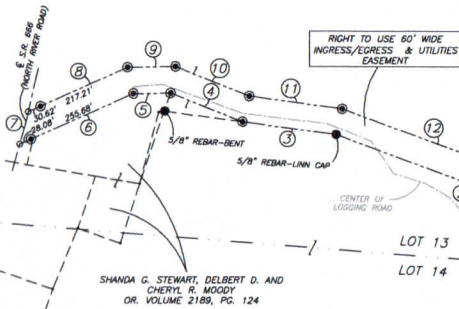 ℄ S.R. 666
(NORTH RIVER ROAD)
7
8
217.21'
30.62'
28.08'
255.68'
6
9
5
10
4
11
3
12
RIGHT TO USE 60' WIDE
INGRESS/EGRESS & UTILITIES
EASEMENT
5/8" REBAR-BENT
5/8" REBAR-LINN CAP
CENTER OF
LOGGING ROAD
LOT 13
LOT 14
SHANDA G. STEWART, DELBERT D. AND
CHERYL R. MOODY
OR. VOLUME 2189, PG. 124